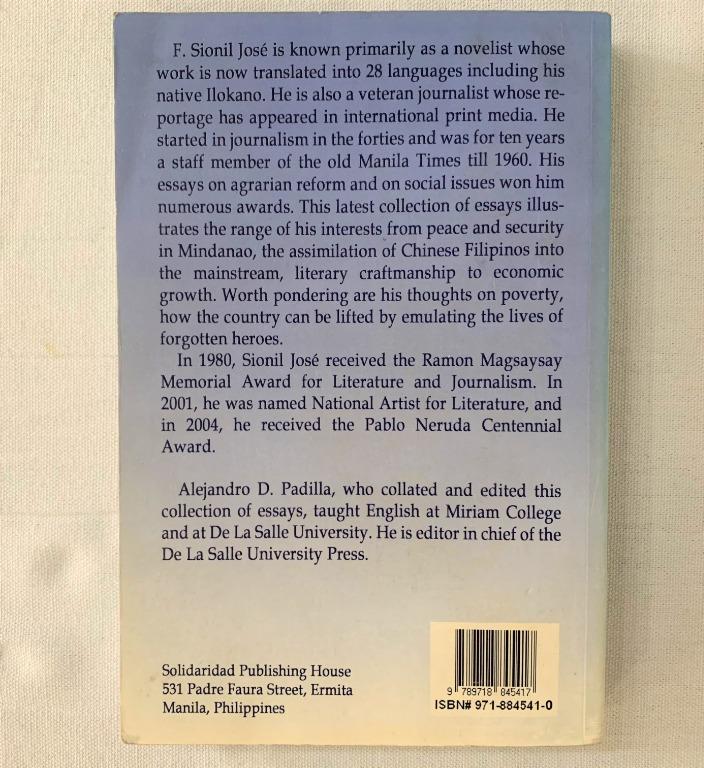 F. Sionil José is known primarily as a novelist whose
work is now translated into 28 languages including his
native Ilokano. He is also a veteran journalist whose re-
portage has appeared in international print media. He
started in journalism in the forties and was for ten years
a staff member of the old Manila Times till 1960. His
essays on agrarian reform and on social issues won him
numerous awards. This latest collection of essays illus-
trates the range of his interests from peace and security
in Mindanao, the assimilation of Chinese Filipinos into
the mainstream, literary craftmanship to economic
growth. Worth pondering are his thoughts on poverty,
how the country can be lifted by emulating the lives of
forgotten heroes.
In 1980, Sionil José received the Ramon Magsaysay
Memorial Award for Literature and Journalism. In
2001, he was named National Artist for Literature, and
in 2004, he received the Pablo Neruda Centennial
Award.
Alejandro D. Padilla, who collated and edited this
collection of essays, taught English at Miriam College
and at De La Salle University. He is editor in chief of the
De La Salle University Press.
Solidaridad Publishing House
531 Padre Faura Street, Ermita
Manila, Philippines
9 789718 845417
ISBN# 971-884541-0